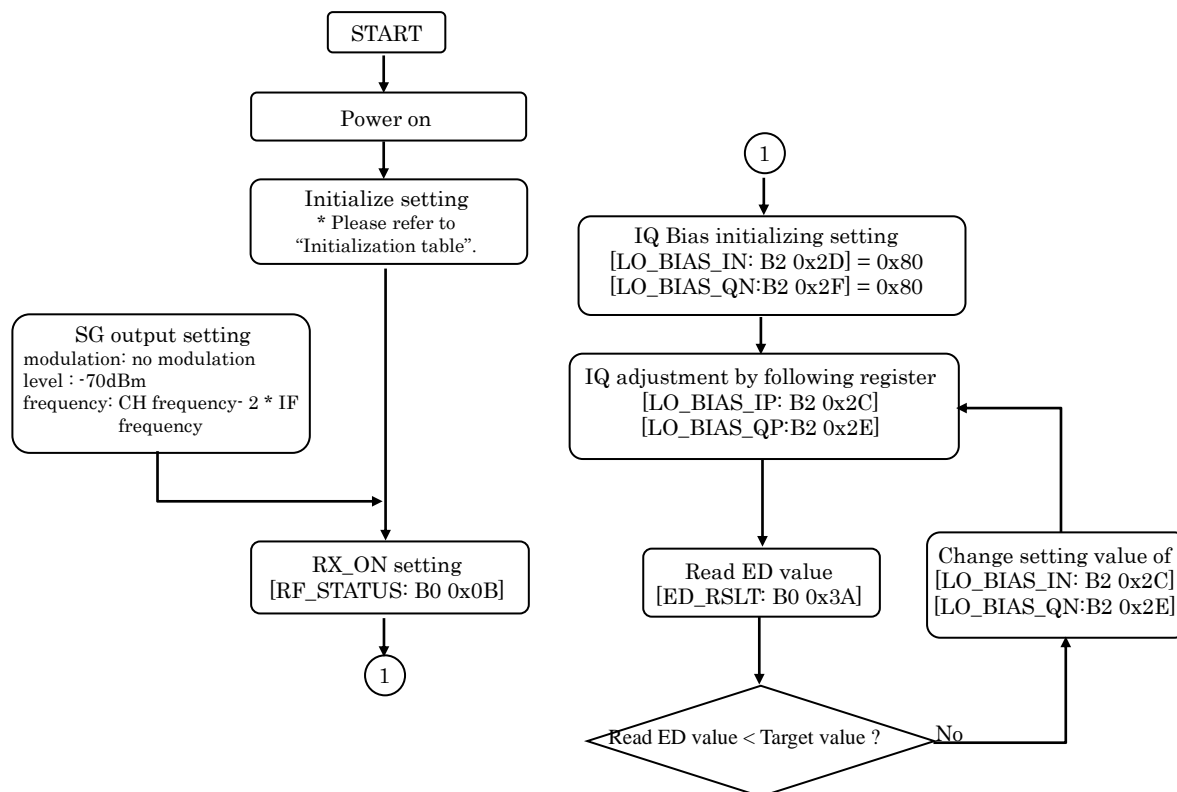 START
Power on
Initialize setting
* Please refer to
“Initialization table”.
SG output setting
modulation: no modulation
level : -70dBm
frequency: CH frequency- 2 * IF
frequency
RX_ON setting
[RF_STATUS: B0 0x0B]
1
1
IQ Bias initializing setting
[LO_BIAS_IN: B2 0x2D] = 0x80
[LO_BIAS_QN:B2 0x2F] = 0x80
IQ adjustment by following register
[LO_BIAS_IP: B2 0x2C]
[LO_BIAS_QP:B2 0x2E]
Read ED value
[ED_RSLT: B0 0x3A]
Change setting value of
[LO_BIAS_IN: B2 0x2C]
[LO_BIAS_QN:B2 0x2E]
Read ED value < Target value ?
No